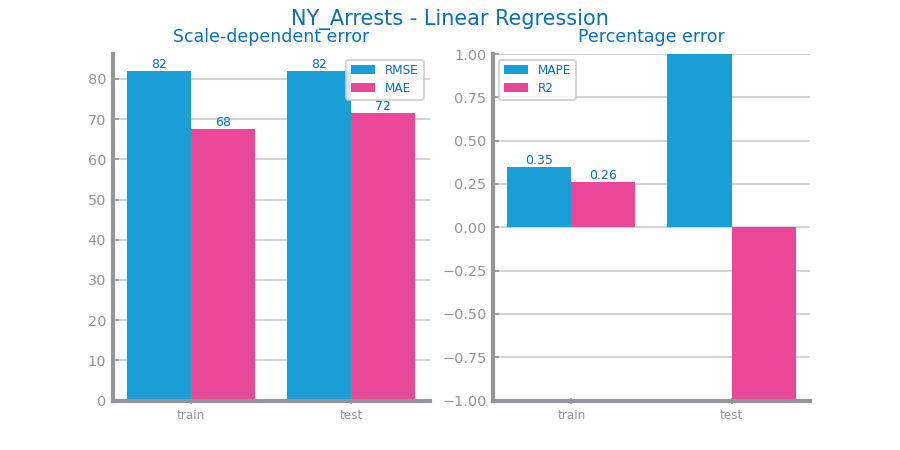 NY_Arrests - Linear Regression
Scale-dependent error
80
70
60
50
40
30
20
10
0
82
68
82
72
RMSE
MAE
train
test
Percentage error
1.00
0.75
0.50
0.25
0.00
−0.25
−0.50
−0.75
−1.00
MAPE
R2
0.35
0.26
train
test